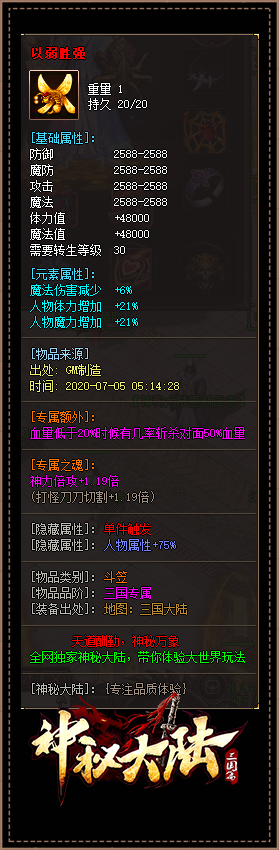 以弱胜强
重量 1
持久 20/20
[基础属性]:
防御 2588-2588
魔防 2588-2588
攻击 2588-2588
魔法 2588-2588
体力值 +48000
魔法值 +48000
需要转生等级 30
[元素属性]:
魔法伤害减少 +6%
人物体力增加 +21%
人物魔力增加 +21%
[物品来源]
出处: GM制造
时间: 2020-07-05 05:14:28
[专属额外]:
血量低于20%时候有几率斩杀对面50%血量
[专属之魂]:
神力倍攻+1.19倍
(打怪刀刀切割+1.19倍)
[隐藏属性]: 单件触发
[隐藏属性]: 人物属性+75%
[物品类别]: 斗笠
[物品品阶]: 三国专属
[装备出处]: 地图: 三国大陆
神秘万象
全网独家神秘大陆, 带你体验大世界玩法
[神秘大陆]: {专注品质体验}
神秘大陆
三国篇